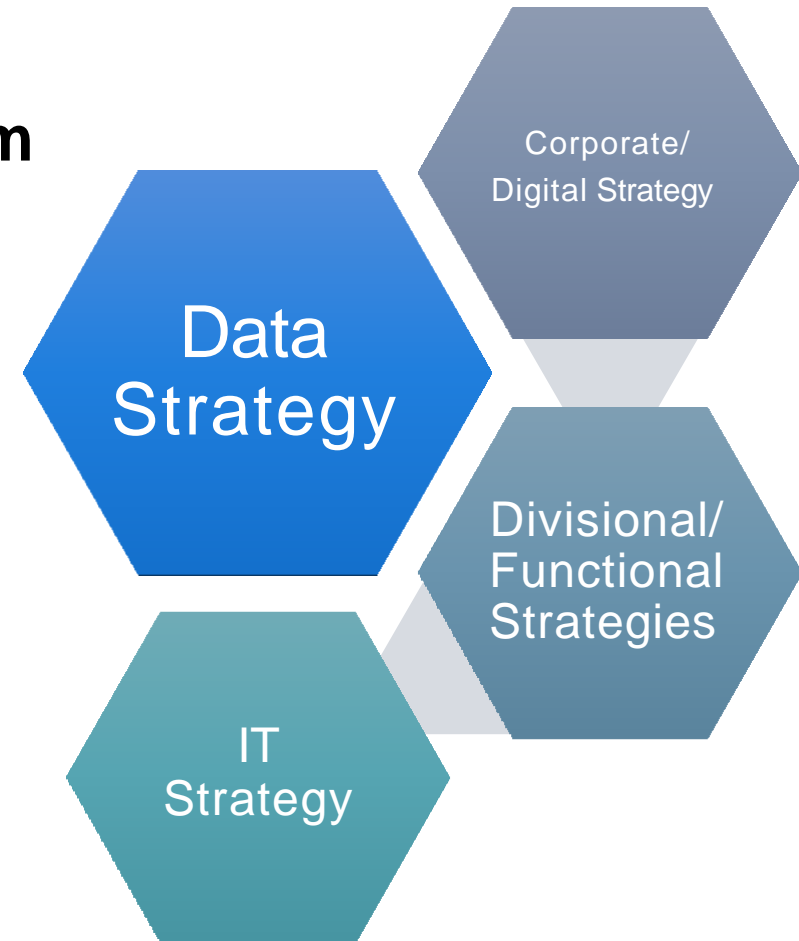 m
Corporate/
Digital Strategy
Data
Strategy
Divisional/
Functional
Strategies
IT
Strategy